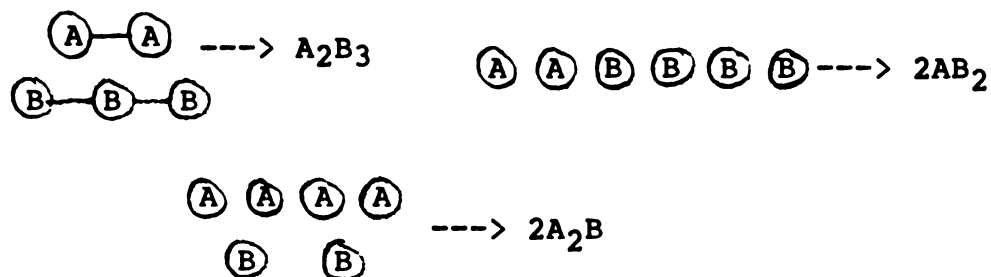 A A ---> A₂B₃
B B B
A A B B B B ---> 2AB₂
A A A A ---> 2A₂B
B B